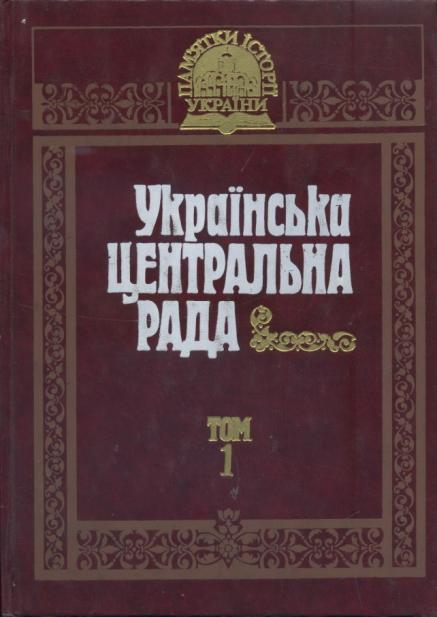 ПАМ'ЯТКИ ІСТОРІЇ
УКРАЇНИ
Українська
ЦЕНТРАЛЬНА
РАДА
ТОМ
1